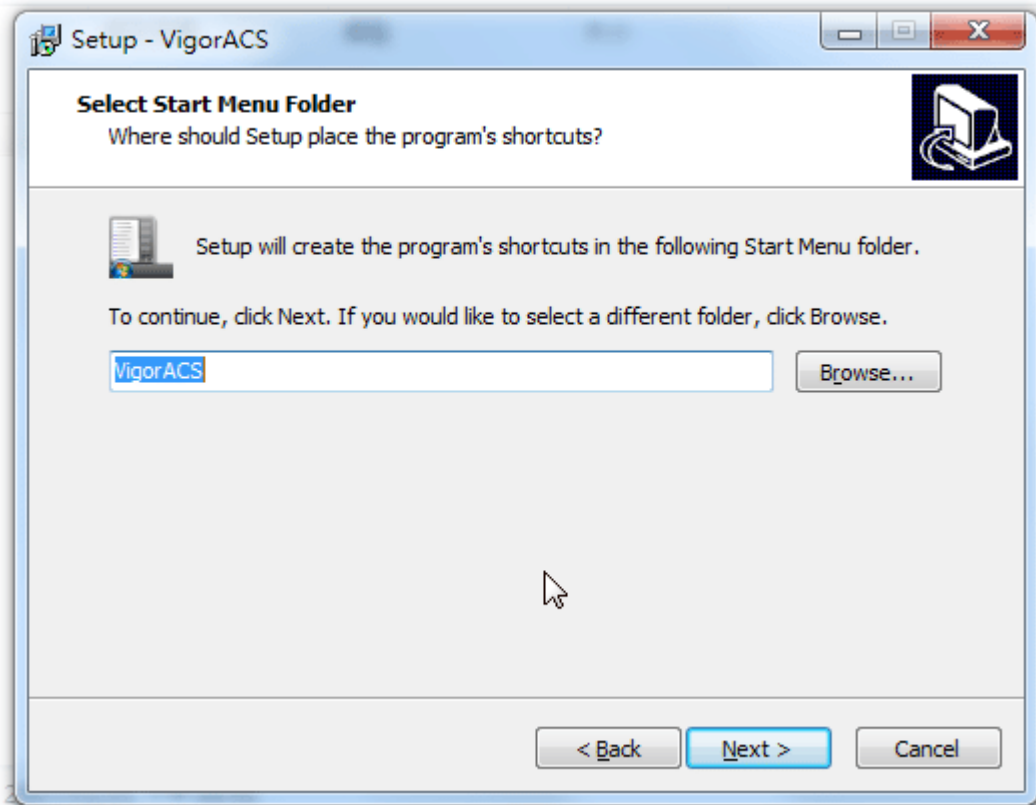 Setup - VigorACS
Select Start Menu Folder
Where should Setup place the program's shortcuts?
Setup will create the program's shortcuts in the following Start Menu folder.
To continue, click Next. If you would like to select a different folder, click Browse.
VigorACS
Browse...
< Back
Next >
Cancel